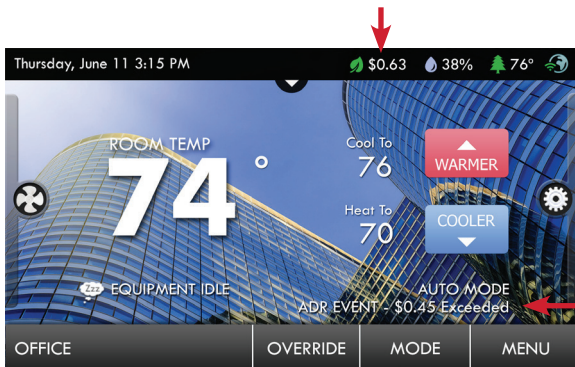 Thursday, June 11 3:15 PM $0.63 38% 76°
ROOM TEMP
74°
Cool To
76
WARMER
Heat To
70
COOLER
Zzz EQUIPMENT IDLE
AUTO MODE
ADR EVENT - $0.45 Exceeded
OFFICE OVERRIDE MODE MENU